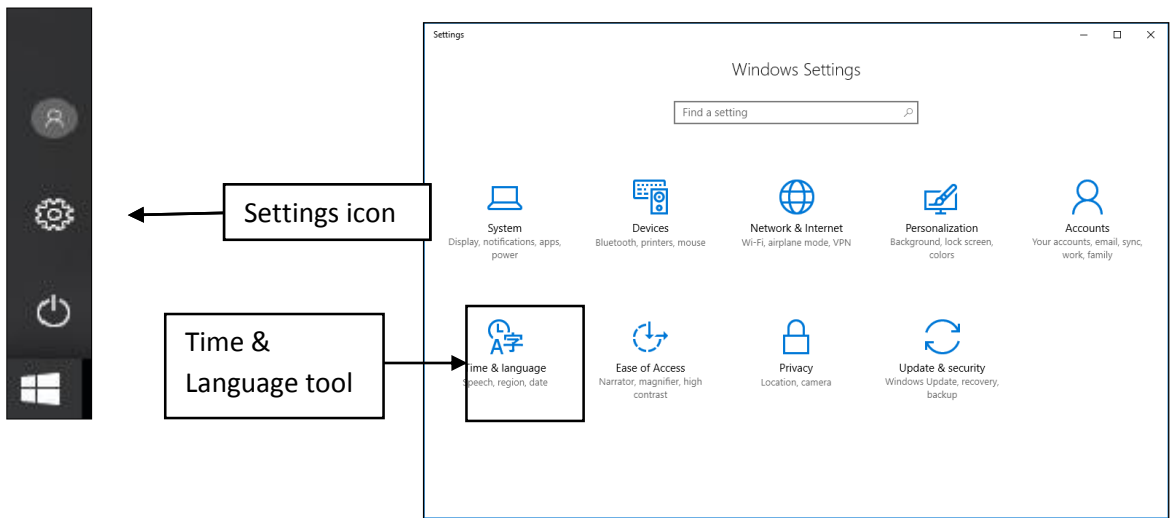 Settings
Windows Settings
Find a setting
Settings icon
System
Display, notifications, apps,
power
Devices
Bluetooth, printers, mouse
Network & Internet
Wi-Fi, airplane mode, VPN
Personalization
Background, lock screen,
colors
Accounts
Your accounts, email, sync,
work, family
Time &
Language tool
Time & language
Speech, region, date
Ease of Access
Narrator, magnifier, high
contrast
Privacy
Location, camera
Update & security
Windows Update, recovery,
backup